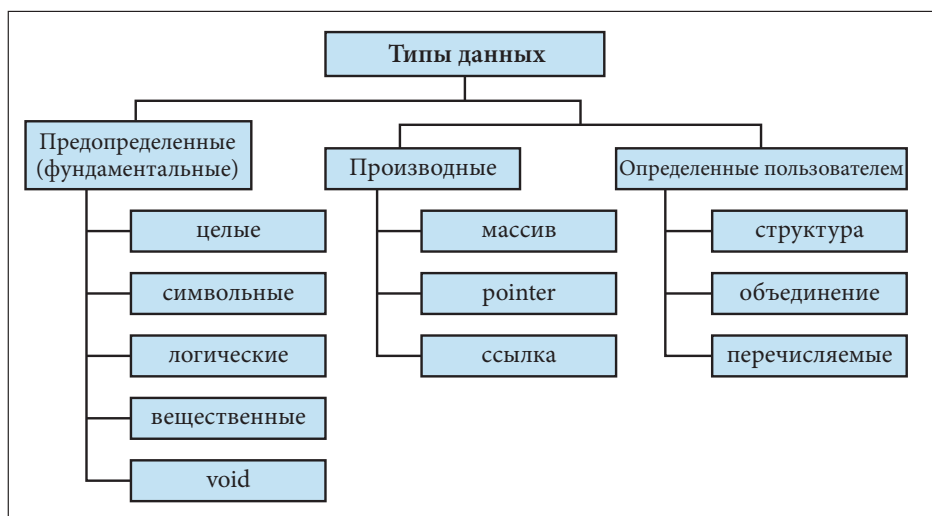 Типы данных
Предопределенные
(фундаментальные)
целые
символьные
логические
вещественные
void
Производные
массив
pointer
ссылка
Определенные пользователем
структура
объединение
перечисляемые